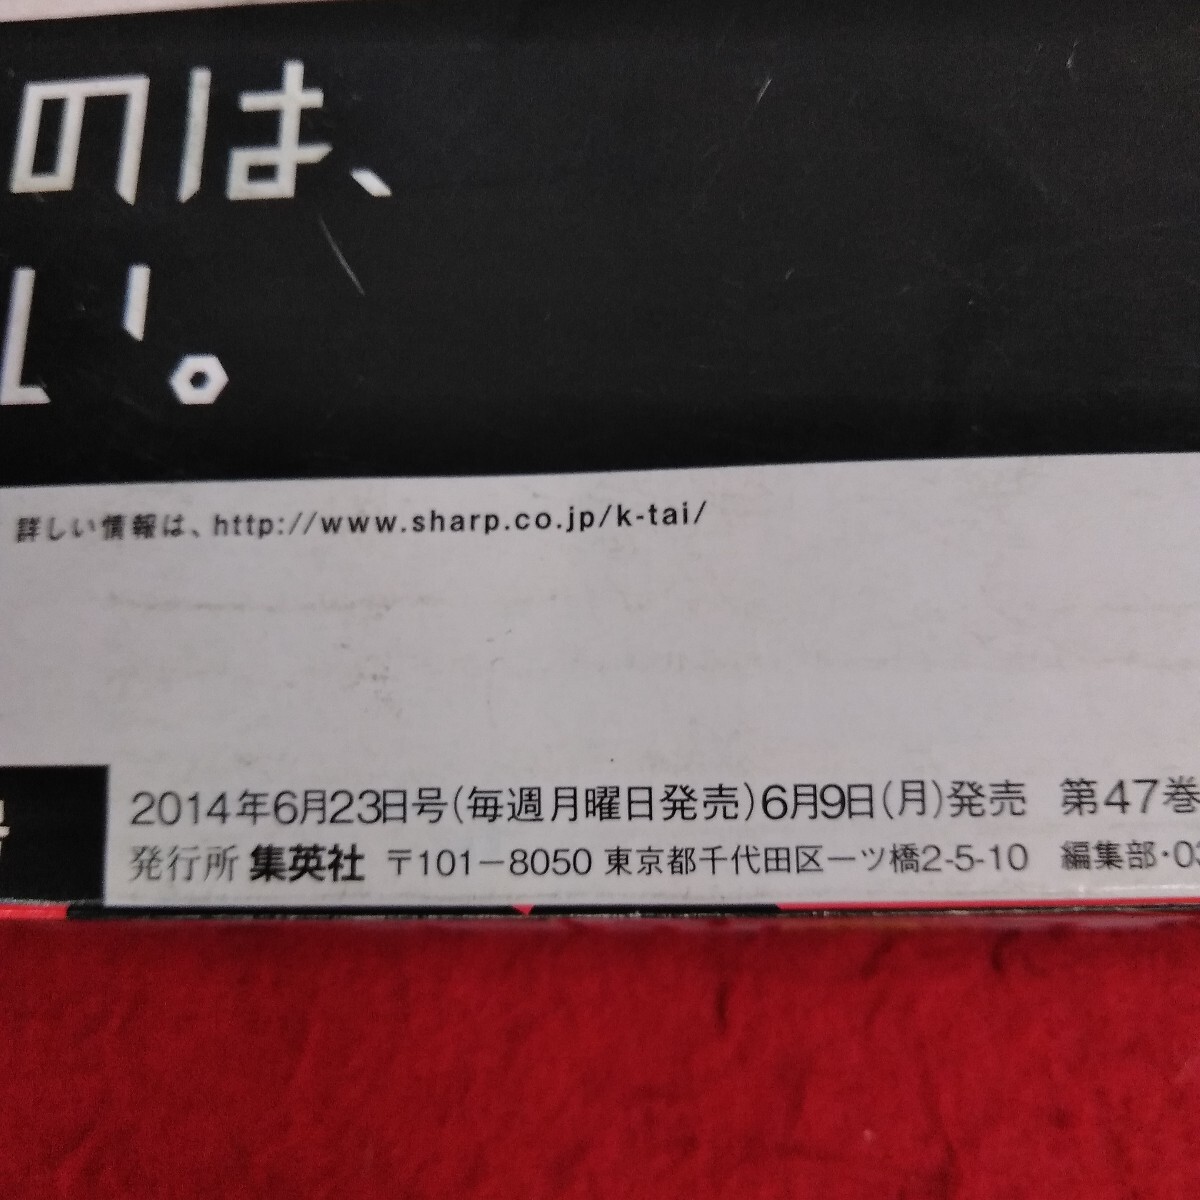 のは、
い。
詳しい情報は、http://www.sharp.co.jp/k-tai/
2014年6月23日号(毎週月曜日発売)6月9日(月)発売 第47巻
発行所 集英社 〒101－8050 東京都千代田区一ツ橋2-5-10 編集部・03